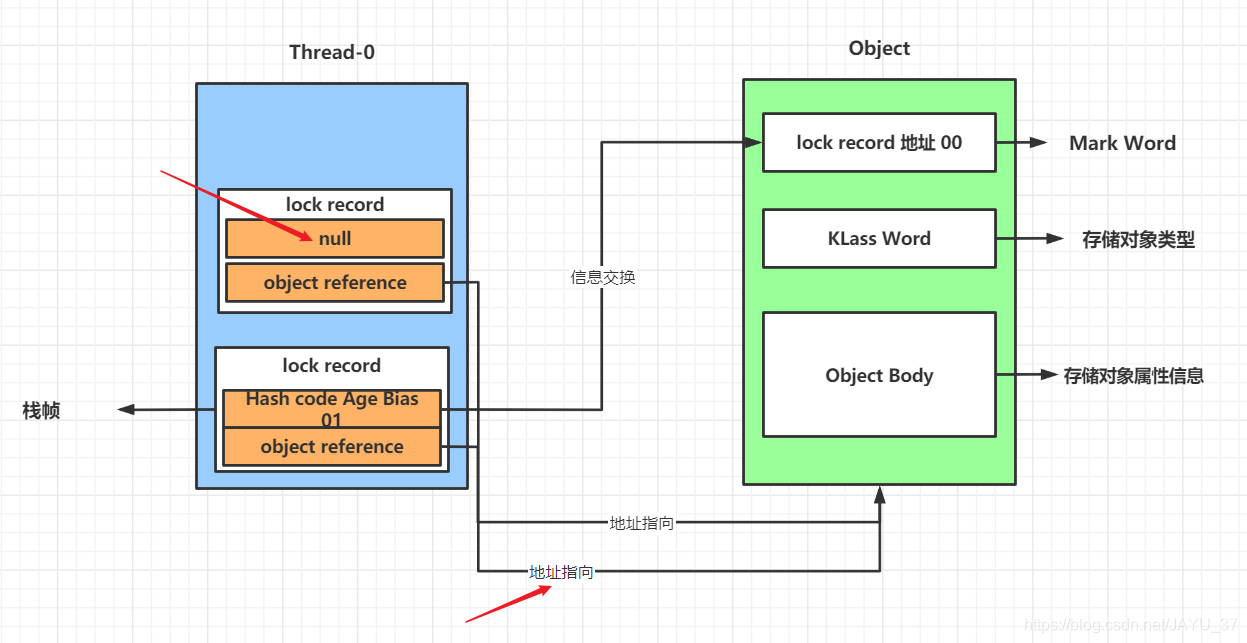 Thread-0
lock record
null
object reference
lock record
Hash code Age Bias
01
object reference
栈帧
信息交换
地址指向
地址指向
Object
lock record 地址 00
Mark Word
KLass Word
存储对象类型
Object Body
存储对象属性信息
https://blog.csdn.net/JAYU_37